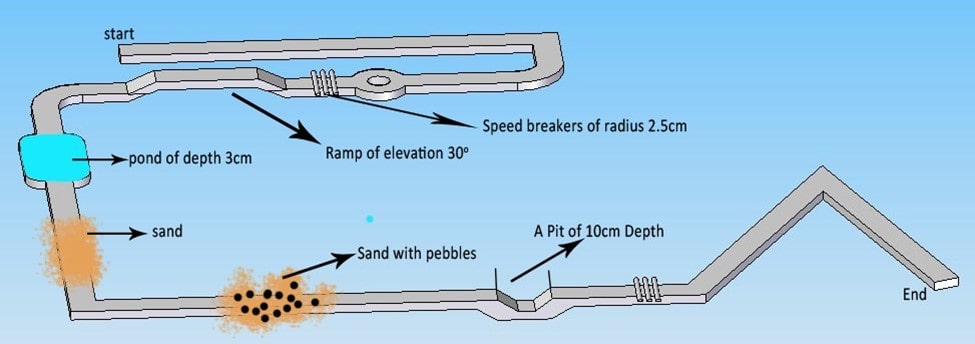 start
Speed breakers of radius 2.5cm
Ramp of elevation 30º
pond of depth 3cm
sand
A Pit of 10cm Depth
Sand with pebbles
End